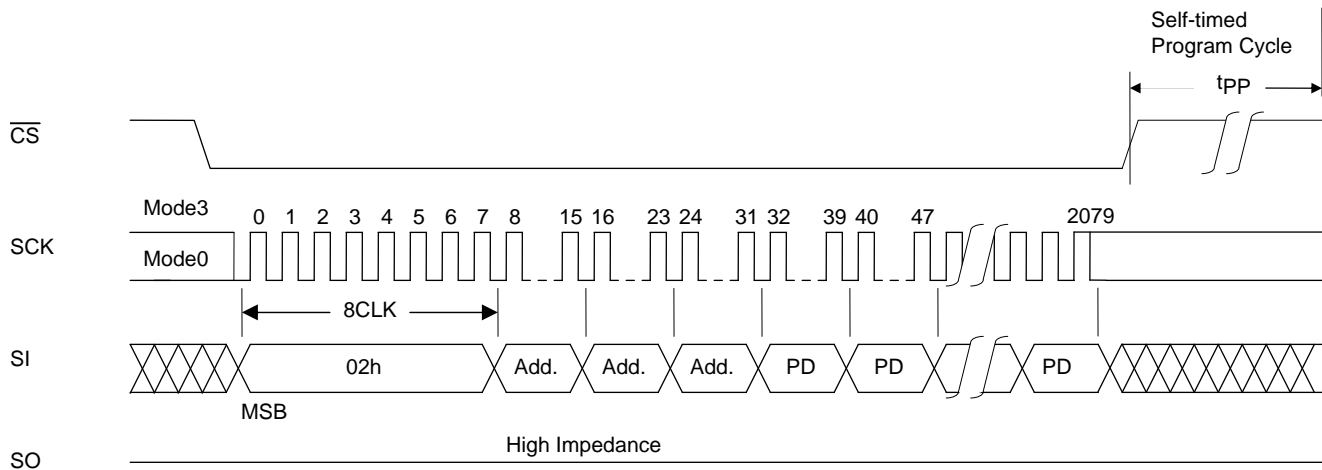 Self-timed
Program Cycle
tPP
CS
Mode3
0 1 2 3 4 5 6 7 8 15 16 23 24 31 32 39 40 47 2079
SCK
Mode0
8CLK
SI
02h Add. Add. Add. PD PD PD
MSB
High Impedance
SO